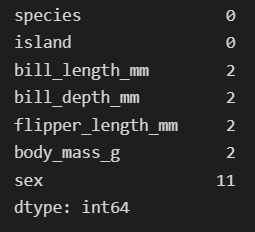 species 0
island 0
bill_length_mm 2
bill_depth_mm 2
flipper_length_mm 2
body_mass_g 2
sex 11
dtype: int64